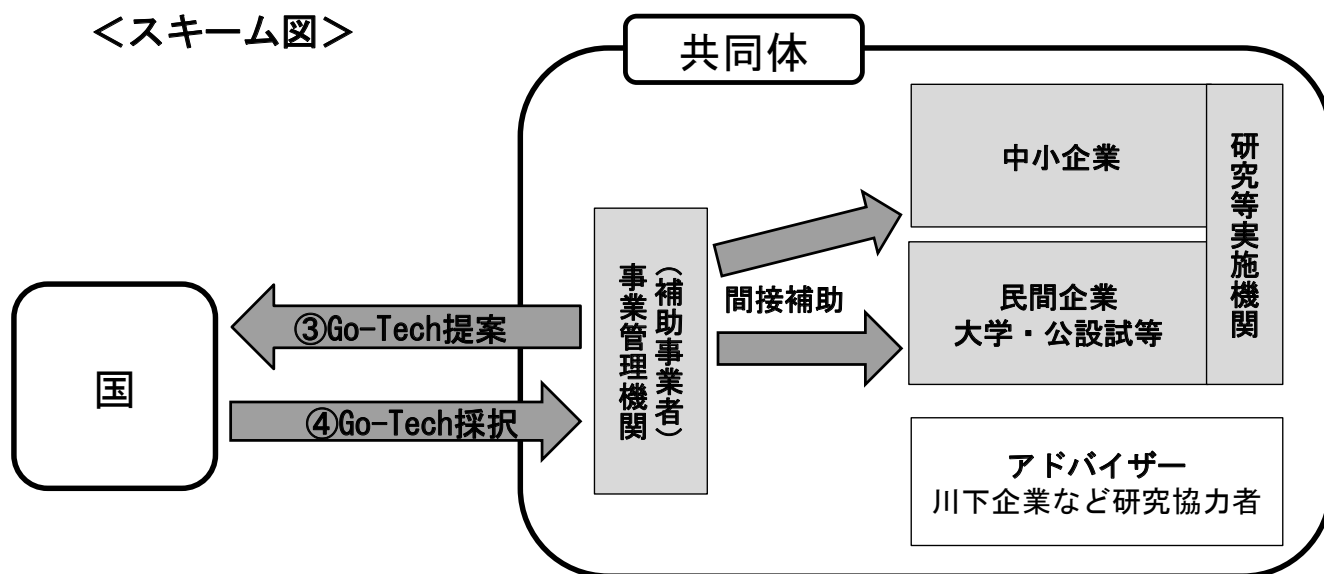 ＜スキーム図＞
共同体
国
③Go-Tech提案
④Go-Tech採択
事業管理機関
（補助事業者）
間接補助
中小企業
民間企業
大学・公設試等
研究等実施機関
アドバイザー
川下企業など研究協力者